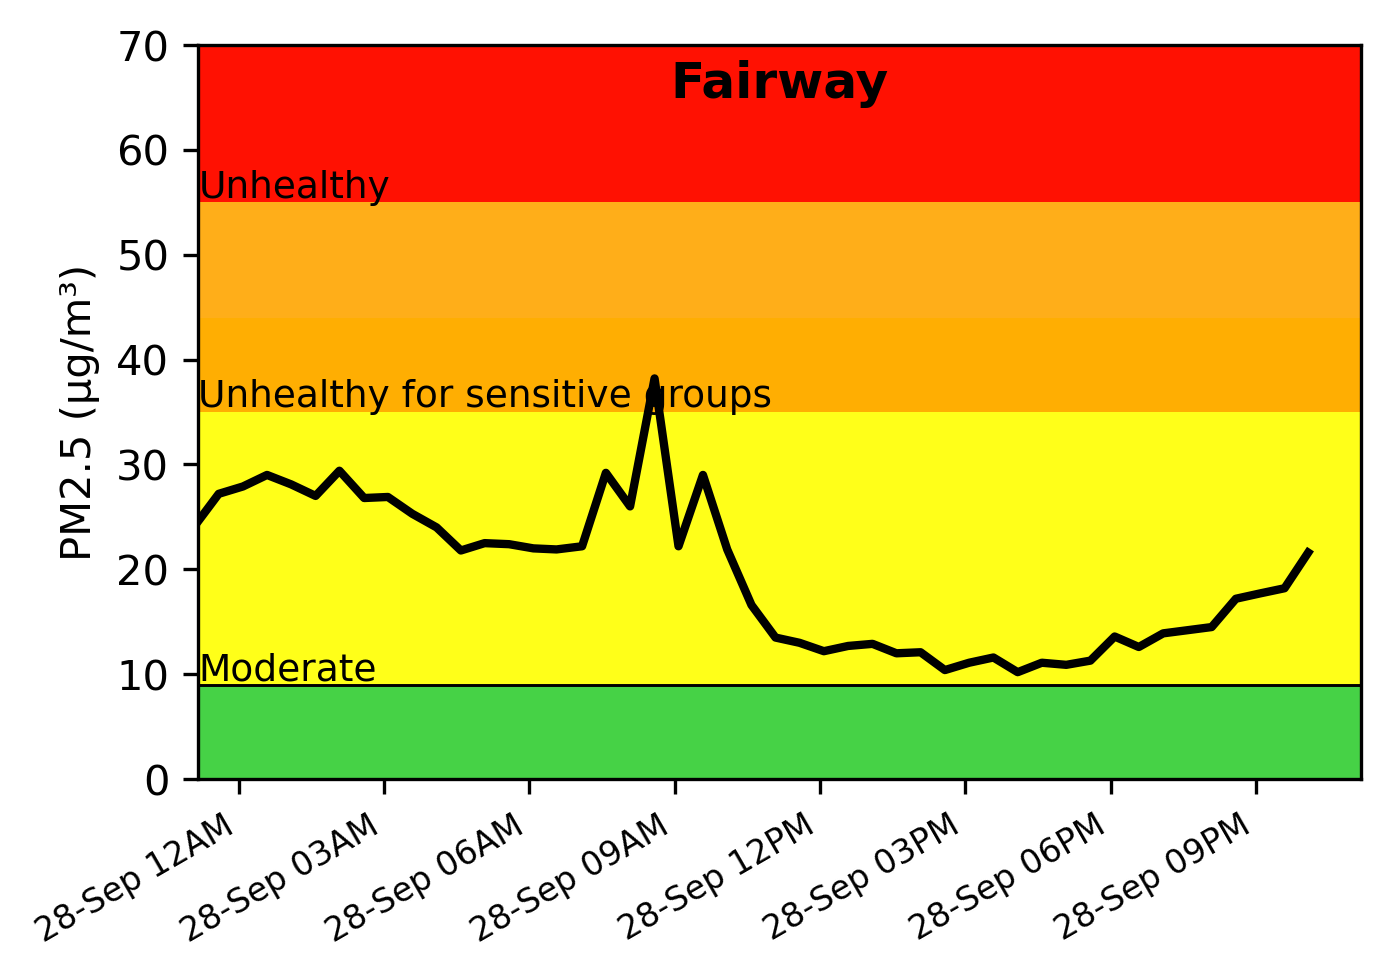 Fairway
70
60
50
40
30
20
10
0
PM2.5 (µg/m³)
Unhealthy
Unhealthy for sensitive groups
Moderate
28-Sep 12AM
28-Sep 03AM
28-Sep 06AM
28-Sep 09AM
28-Sep 12PM
28-Sep 03PM
28-Sep 06PM
28-Sep 09PM